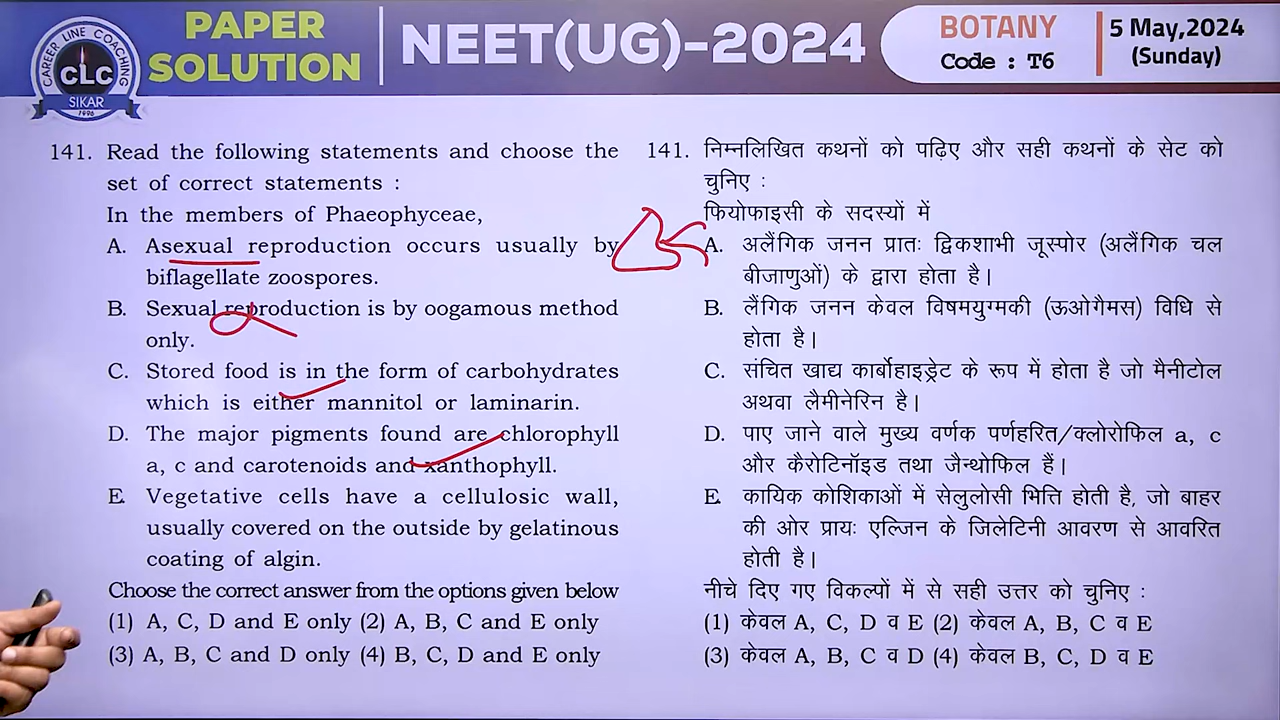 CAREER LINE COACHING
CLC
SIKAR
1996
PAPER
SOLUTION
NEET(UG)-2024
BOTANY
Code : T6
5 May,2024
(Sunday)
141. Read the following statements and choose the
set of correct statements :
In the members of Phaeophyceae,
A. Asexual reproduction occurs usually by
biflagellate zoospores.
B. Sexual reproduction is by oogamous method
only.
C. Stored food is in the form of carbohydrates
which is either mannitol or laminarin.
D. The major pigments found are chlorophyll
a, c and carotenoids and xanthophyll.
E. Vegetative cells have a cellulosic wall,
usually covered on the outside by gelatinous
coating of algin.
Choose the correct answer from the options given below
(1) A, C, D and E only (2) A, B, C and E only
(3) A, B, C and D only (4) B, C, D and E only
141. निम्नलिखित कथनों को पढ़िए और सही कथनों के सेट को
चुनिए :
फियोफाइसी के सदस्यों में
A. अलैंगिक जनन प्रातः द्विकशाभी जूस्पोर (अलैंगिक चल
बीजाणुओं) के द्वारा होता है।
B. लैंगिक जनन केवल विषमयुग्मकी (ऊओगैमस) विधि से
होता है।
C. संचित खाद्य कार्बोहाइड्रेट के रूप में होता है जो मैनीटोल
अथवा लैमीनेरिन है।
D. पाए जाने वाले मुख्य वर्णक पर्णहरित/क्लोरोफिल a, c
और कैरोटिनॉइड तथा जैन्थोफिल हैं।
E. कायिक कोशिकाओं में सेलुलोसी भित्ति होती है, जो बाहर
की ओर प्रायः एल्जिन के जिलेटिनी आवरण से आवरित
होती है।
नीचे दिए गए विकल्पों में से सही उत्तर को चुनिए :
(1) केवल A, C, D व E (2) केवल A, B, C व E
(3) केवल A, B, C व D (4) केवल B, C, D व E